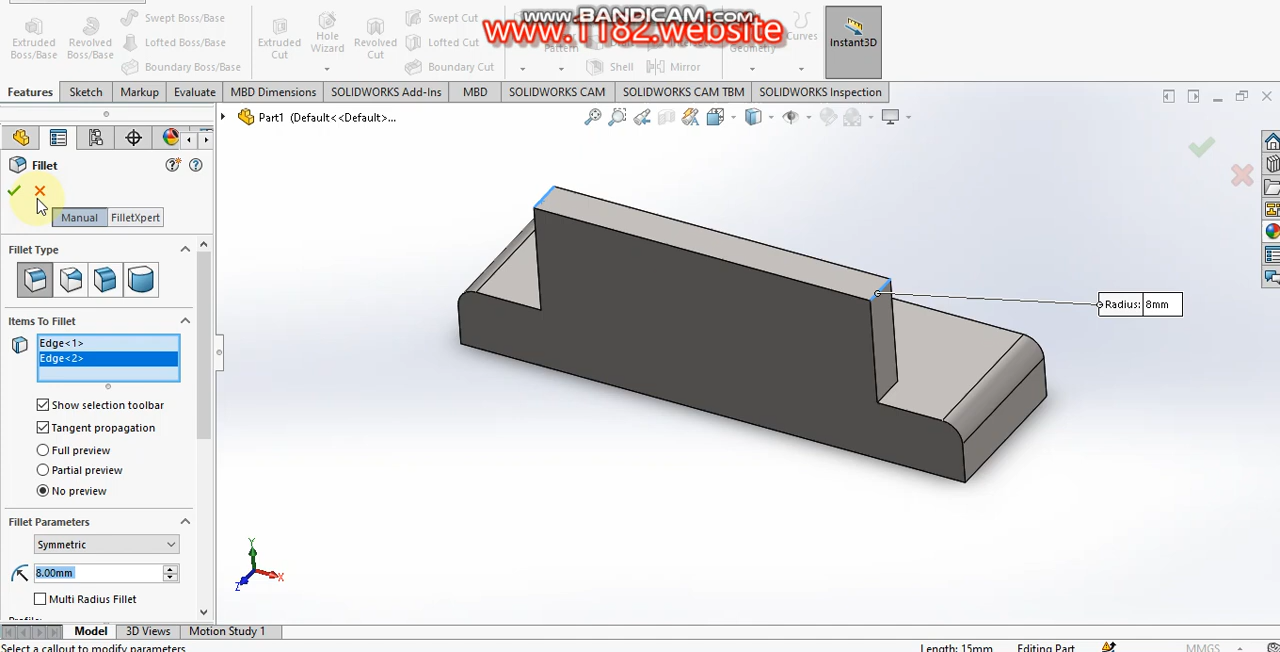 www.BANDICAM.com
www.1182.website
Extruded Boss/Base
Revolved Boss/Base
Swept Boss/Base
Lofted Boss/Base
Boundary Boss/Base
Extruded Cut
Hole Wizard
Revolved Cut
Swept Cut
Lofted Cut
Boundary Cut
Pattern
Shell
Mirror
Geometry
Curves
Instant3D
Features
Sketch
Markup
Evaluate
MBD Dimensions
SOLIDWORKS Add-Ins
MBD
SOLIDWORKS CAM
SOLIDWORKS CAM TBM
SOLIDWORKS Inspection
Part1 (Default<<Default>...
Fillet
Manual
FilletXpert
Fillet Type
Items To Fillet
Edge<1>
Edge<2>
Show selection toolbar
Tangent propagation
Full preview
Partial preview
No preview
Fillet Parameters
Symmetric
8.00mm
Multi Radius Fillet
Radius: 8mm
Y
X
Z
Model
3D Views
Motion Study 1
Select a callout to modify parameters
Length: 15mm
Editing Part
MMGS